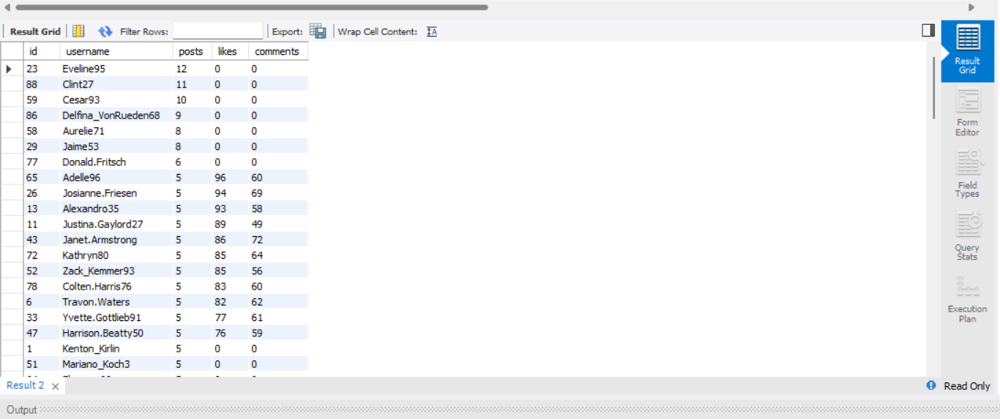 Result Grid Filter Rows: Export: Wrap Cell Content: IA
id username posts likes comments
23 Eveline95 12 0 0
88 Clint27 11 0 0
59 Cesar93 10 0 0
86 Delfina_VonRueden68 9 0 0
58 Aurelie71 8 0 0
29 Jaime53 8 0 0
77 Donald.Fritsch 6 0 0
65 Adelle96 5 96 60
26 Josianne.Friesen 5 94 69
13 Alexandro35 5 93 58
11 Justina.Gaylord27 5 89 49
43 Janet.Armstrong 5 86 72
72 Kathryn80 5 85 64
52 Zack_Kemmer93 5 85 56
78 Colten.Harris76 5 83 60
6 Travon.Waters 5 82 62
33 Yvette.Gottlieb91 5 77 61
47 Harrison.Beatty50 5 76 59
1 Kenton_Kirlin 5 0 0
51 Mariano_Koch3 5 0 0
Result
Grid
Form
Editor
Field
Types
Query
Stats
Execution
Plan
Result 2 Read Only
Output